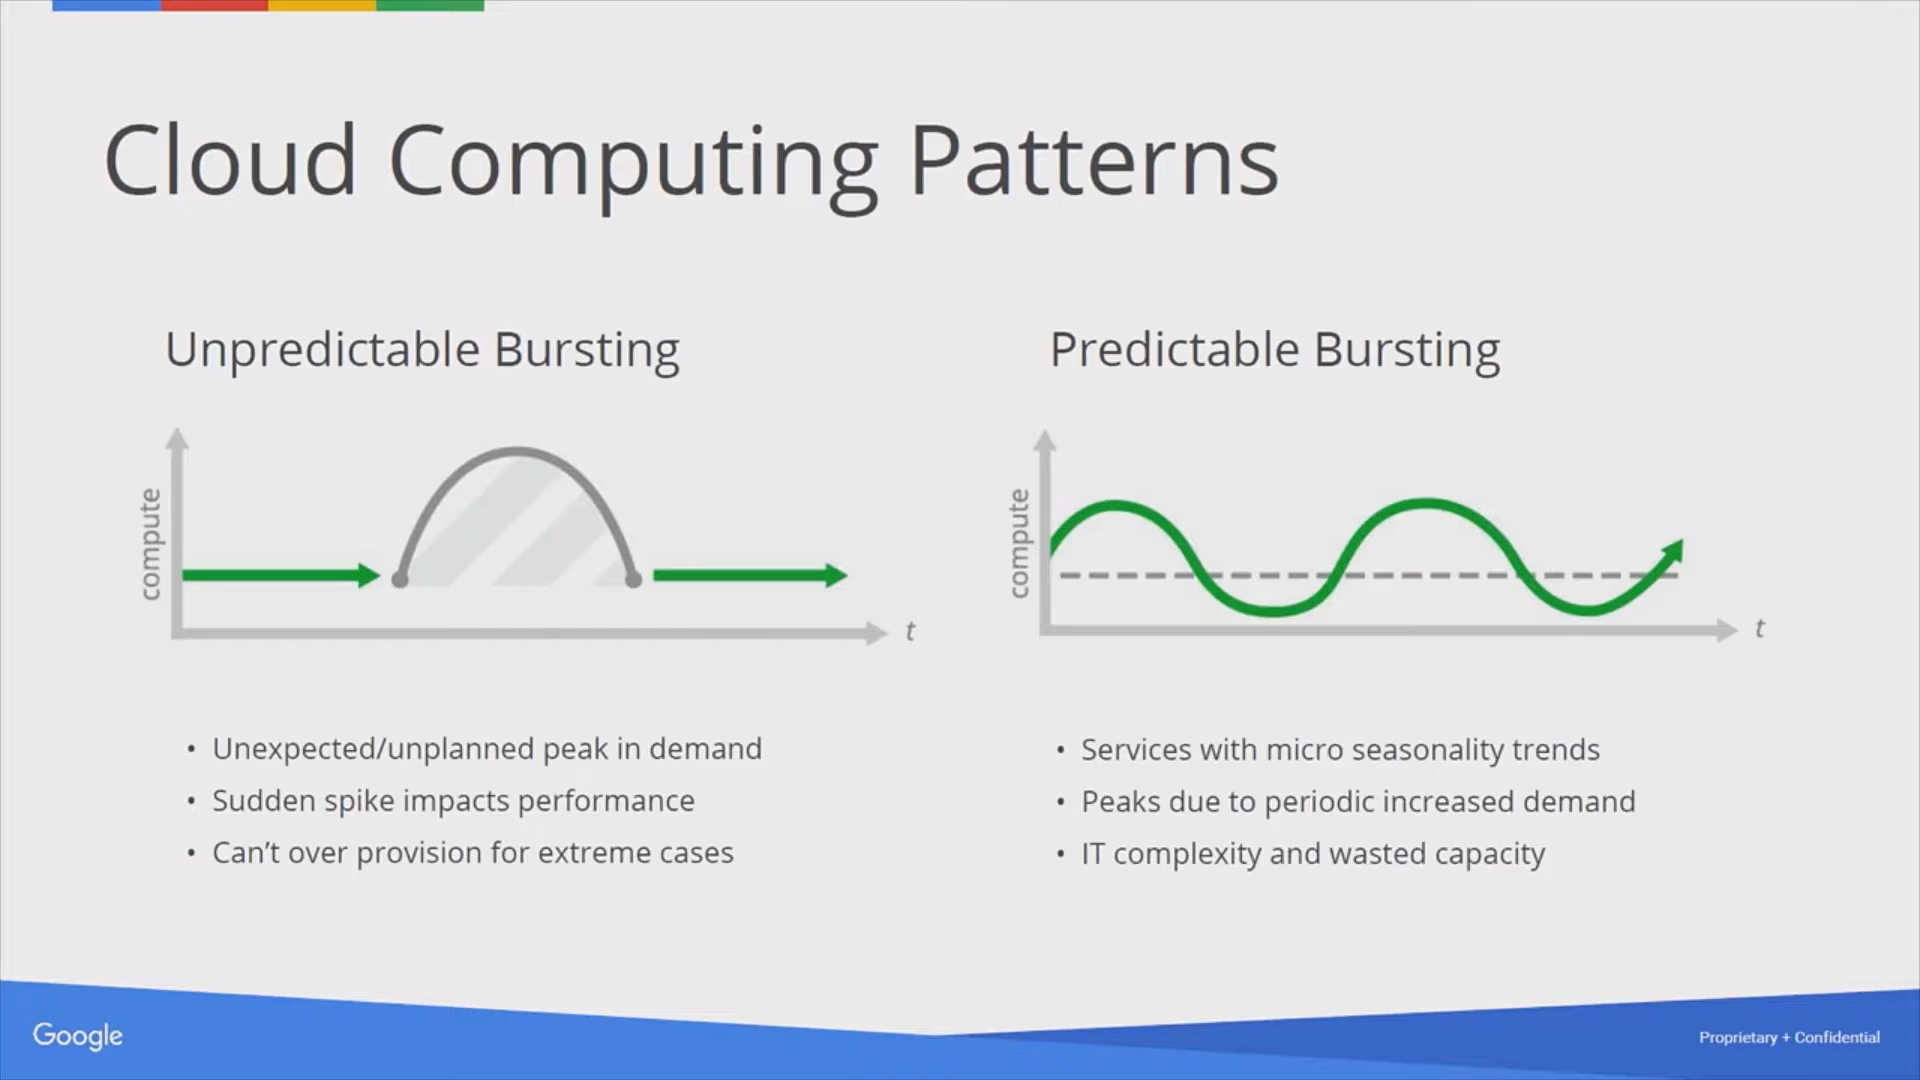 Cloud Computing Patterns
Unpredictable Bursting
compute
t
• Unexpected/unplanned peak in demand
• Sudden spike impacts performance
• Can't over provision for extreme cases
Predictable Bursting
compute
t
• Services with micro seasonality trends
• Peaks due to periodic increased demand
• IT complexity and wasted capacity
Google
Proprietary + Confidential